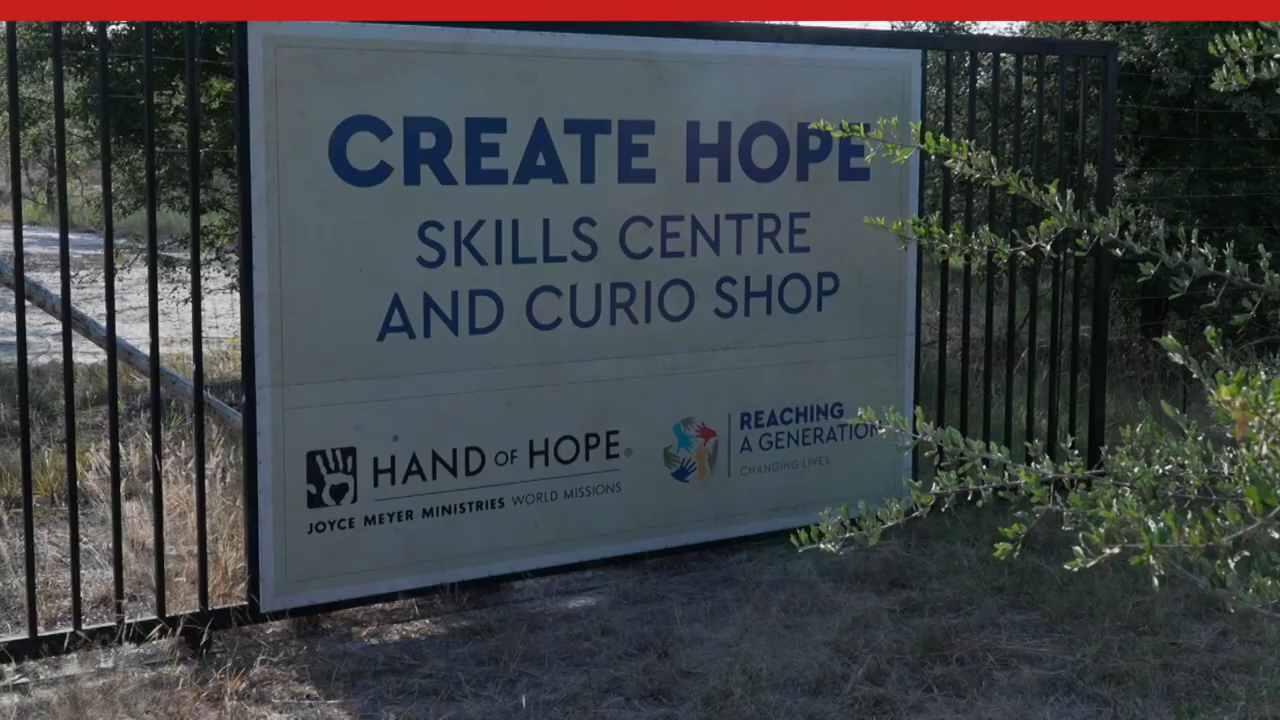 CREATE HOPE
SKILLS CENTRE
AND CURIO SHOP
HAND OF HOPE®
JOYCE MEYER MINISTRIES WORLD MISSIONS
REACHING
A GENERATION
CHANGING LIVES